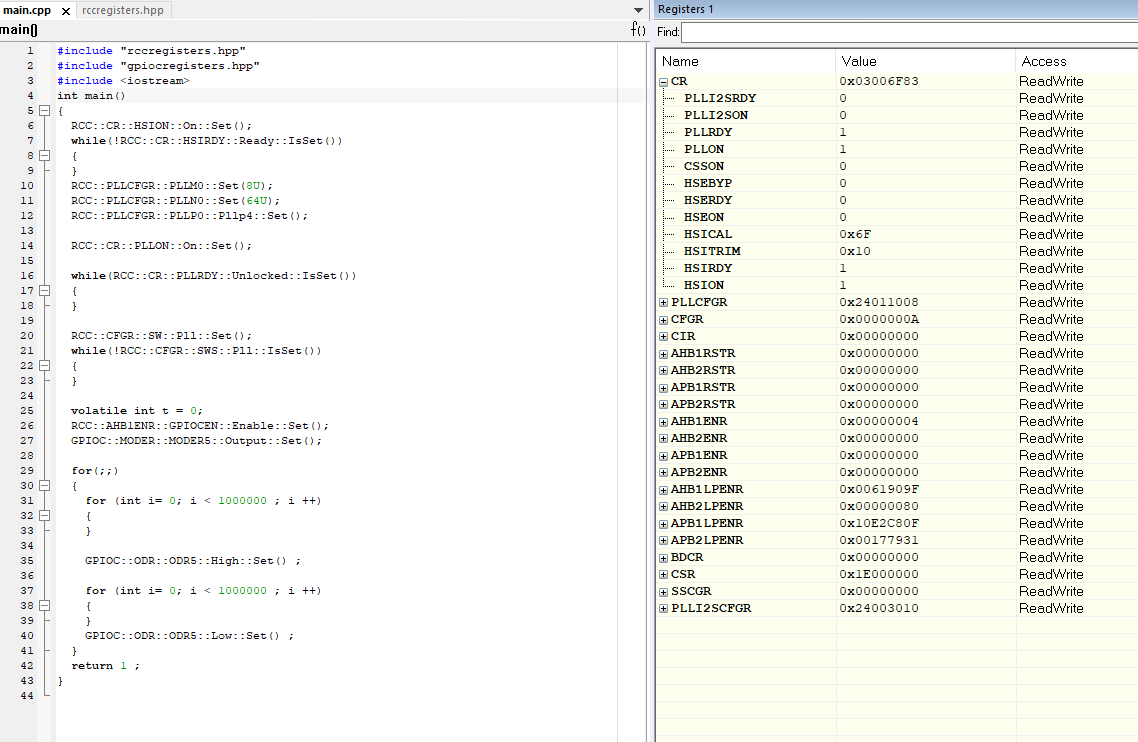 main.cpp x rccregisters.hpp
main() f()
1 #include "rccregisters.hpp"
2 #include "gpiocregisters.hpp"
3 #include <iostream>
4 int main()
5 {
6 RCC::CR::HSION::On::Set();
7 while(!RCC::CR::HSIRDY::Ready::IsSet())
8 {
9 }
10 RCC::PLLCFGR::PLLM0::Set(8U);
11 RCC::PLLCFGR::PLLN0::Set(64U);
12 RCC::PLLCFGR::PLLP0::Pllp4::Set();
13
14 RCC::CR::PLLON::On::Set();
15
16 while(RCC::CR::PLLRDY::Unlocked::IsSet())
17 {
18 }
19
20 RCC::CFGR::SW::Pll::Set();
21 while(!RCC::CFGR::SWS::Pll::IsSet())
22 {
23 }
24
25 volatile int t = 0;
26 RCC::AHB1ENR::GPIOCEN::Enable::Set();
27 GPIOC::MODER::MODER5::Output::Set();
28
29 for(;;)
30 {
31 for (int i= 0; i < 1000000 ; i ++)
32 {
33 }
34
35 GPIOC::ODR::ODR5::High::Set() ;
36
37 for (int i= 0; i < 1000000 ; i ++)
38 {
39 }
40 GPIOC::ODR::ODR5::Low::Set() ;
41 }
42 return 1 ;
43 }
44
Registers 1
Find:
Name Value Access
CR 0x03006F83 ReadWrite
PLLI2SRDY 0 ReadWrite
PLLI2SON 0 ReadWrite
PLLRDY 1 ReadWrite
PLLON 1 ReadWrite
CSSON 0 ReadWrite
HSEBYP 0 ReadWrite
HSERDY 0 ReadWrite
HSEON 0 ReadWrite
HSICAL 0x6F ReadWrite
HSITRIM 0x10 ReadWrite
HSIRDY 1 ReadWrite
HSION 1 ReadWrite
PLLCFGR 0x24011008 ReadWrite
CFGR 0x0000000A ReadWrite
CIR 0x00000000 ReadWrite
AHB1RSTR 0x00000000 ReadWrite
AHB2RSTR 0x00000000 ReadWrite
APB1RSTR 0x00000000 ReadWrite
APB2RSTR 0x00000000 ReadWrite
AHB1ENR 0x00000004 ReadWrite
AHB2ENR 0x00000000 ReadWrite
APB1ENR 0x00000000 ReadWrite
APB2ENR 0x00000000 ReadWrite
AHB1LPENR 0x0061909F ReadWrite
AHB2LPENR 0x00000080 ReadWrite
APB1LPENR 0x10E2C80F ReadWrite
APB2LPENR 0x00177931 ReadWrite
BDCR 0x00000000 ReadWrite
CSR 0x1E000000 ReadWrite
SSCGR 0x00000000 ReadWrite
PLLI2SCFGR 0x24003010 ReadWrite